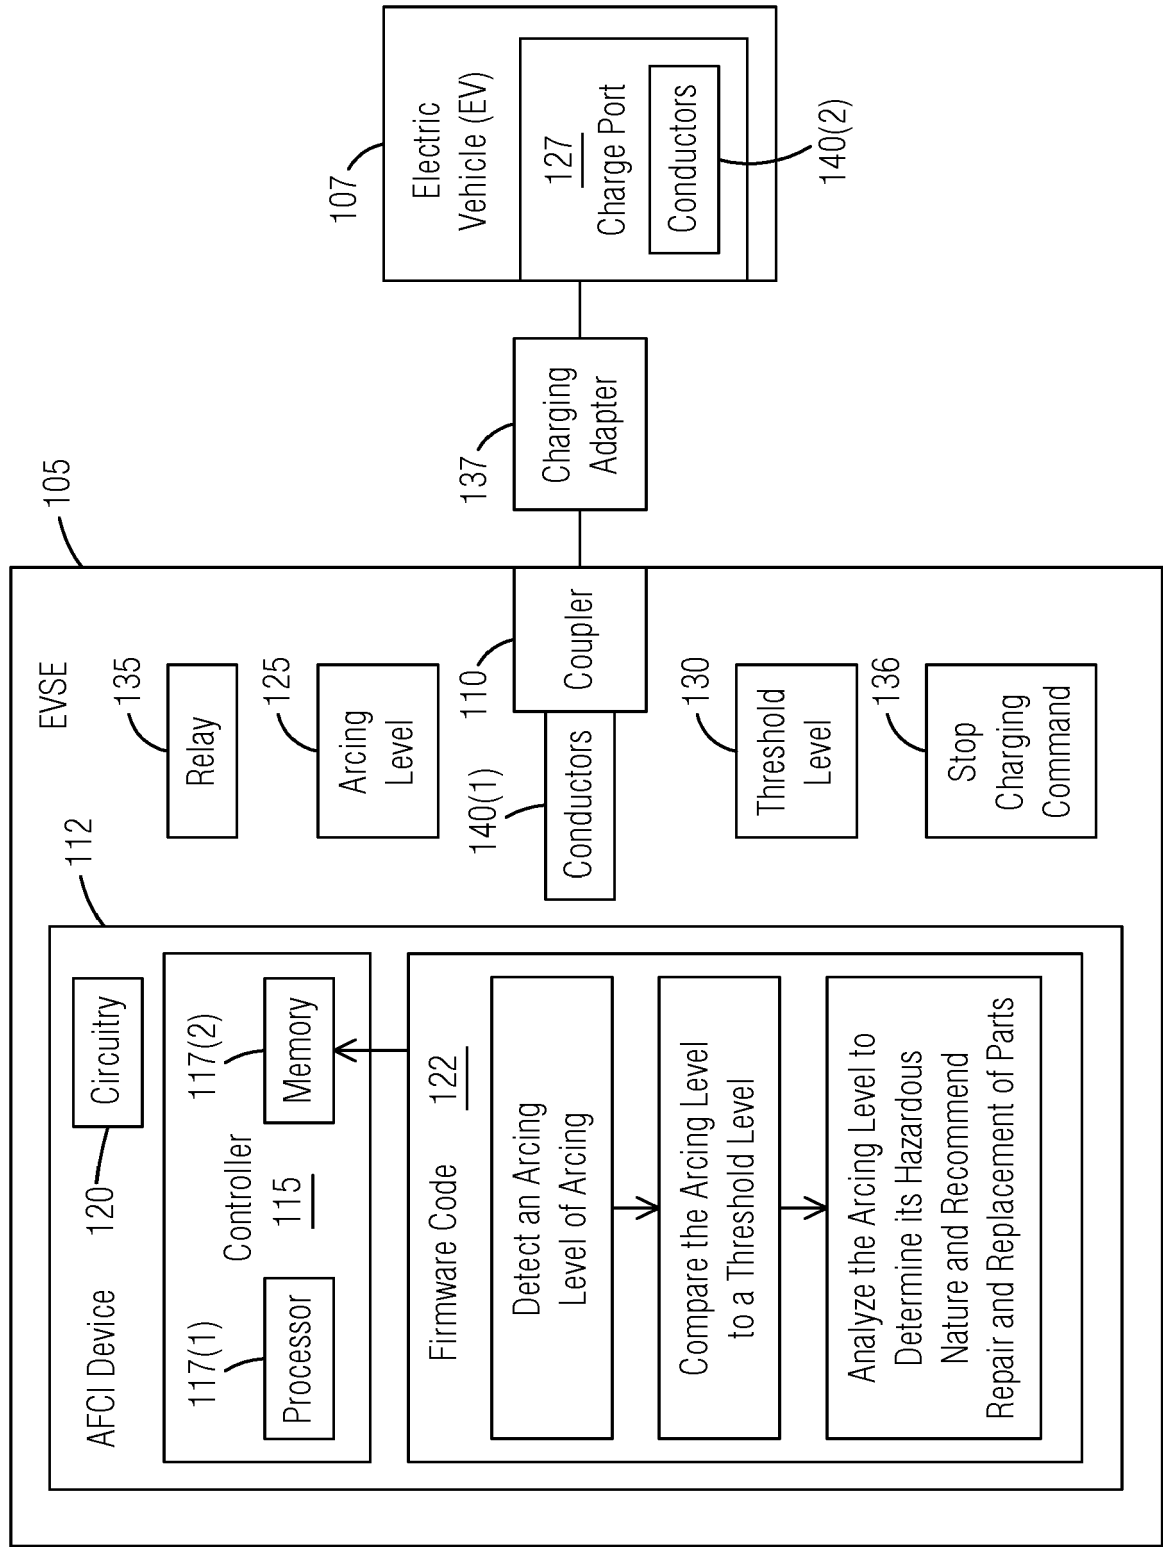 EVSE
105
AFCI Device
112
120
Circuitry
135
Relay
117(1)
Processor
Controller
115
117(2)
Memory
125
Arcing
Level
Firmware Code
122
Detect an Arcing
Level of Arcing
Compare the Arcing Level
to a Threshold Level
Analyze the Arcing Level to
Determine its Hazardous
Nature and Recommend
Repair and Replacement of Parts
140(1)
Conductors
110
Coupler
130
Threshold
Level
136
Stop
Charging
Command
137
Charging
Adapter
107
Electric
Vehicle (EV)
127
Charge Port
Conductors
140(2)